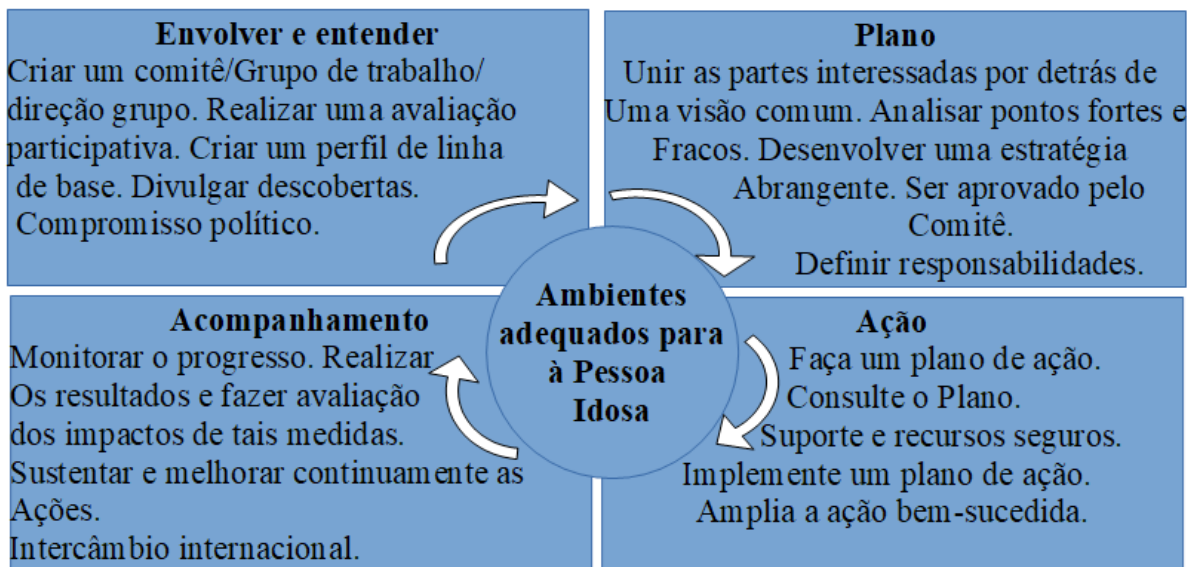 Envolver e entender
Criar um comitê/Grupo de trabalho/
direção grupo. Realizar uma avaliação
participativa. Criar um perfil de linha
de base. Divulgar descobertas.
Compromisso político.
Plano
Unir as partes interessadas por detrás de
Uma visão comum. Analisar pontos fortes e
Fracos. Desenvolver uma estratégia
Abrangente. Ser aprovado pelo
Comitê.
Definir responsabilidades.
Ambientes
adequados para
à Pessoa
Idosa
Acompanhamento
Monitorar o progresso. Realizar
Os resultados e fazer avaliação
dos impactos de tais medidas.
Sustentar e melhorar continuamente as
Ações.
Intercâmbio internacional.
Ação
Faça um plano de ação.
Consulte o Plano.
Suporte e recursos seguros.
Implemente um plano de ação.
Amplia a ação bem-sucedida.